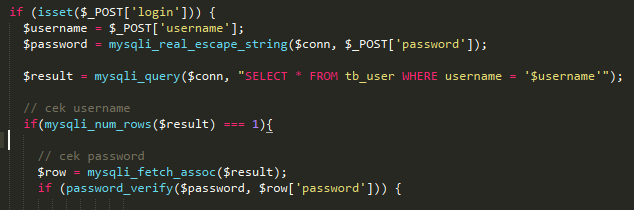 if (isset($_POST['login'])) {
$username = $_POST['username'];
$password = mysqli_real_escape_string($conn, $_POST['password']);
$result = mysqli_query($conn, "SELECT * FROM tb_user WHERE username = '$username'");
// cek username
if(mysqli_num_rows($result) === 1){
// cek password
$row = mysqli_fetch_assoc($result);
if (password_verify($password, $row['password'])) {